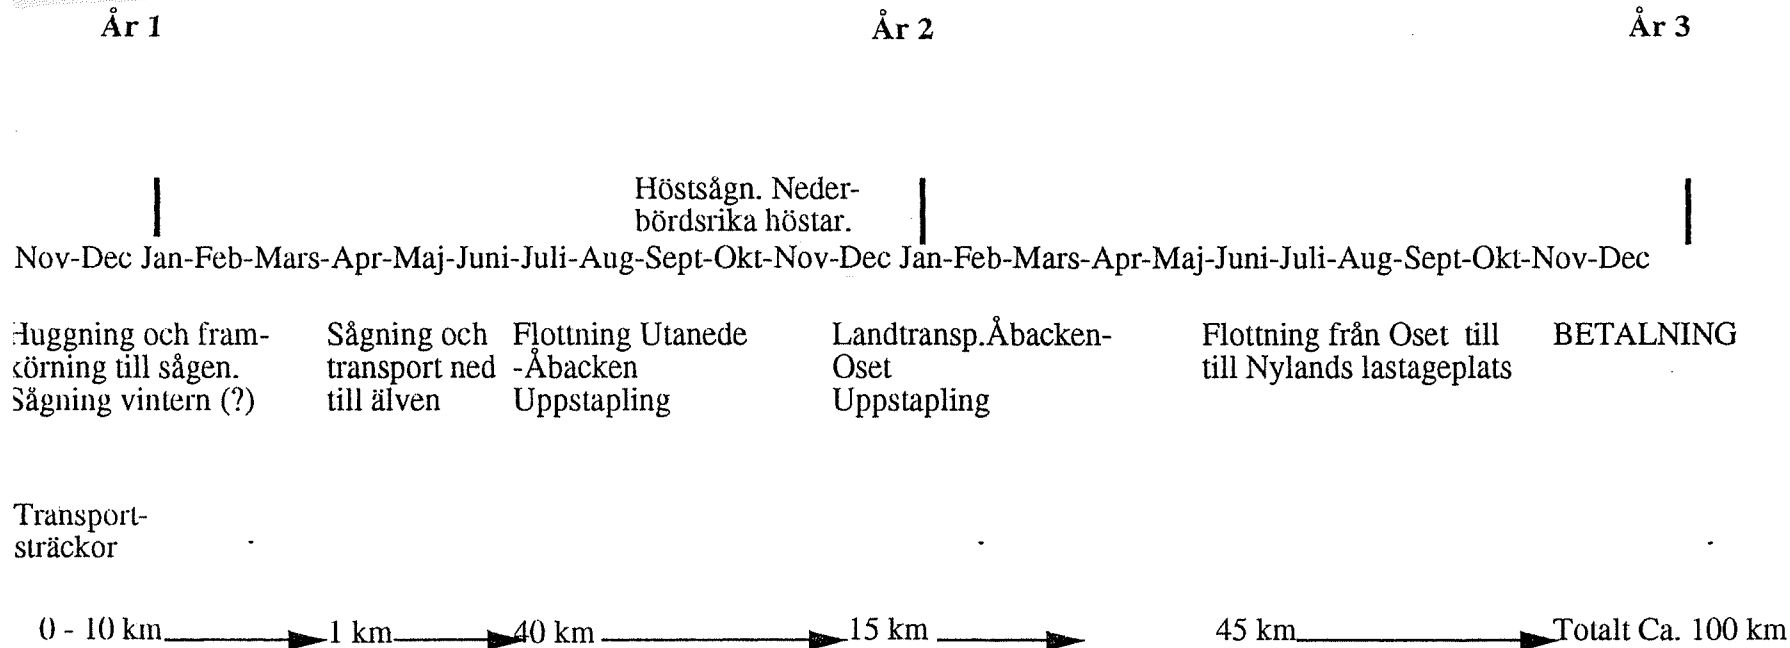 År 1 År 2 År 3
Höstsågn. Neder-
bördsrika höstar.
Nov-Dec Jan-Feb-Mars-Apr-Maj-Juni-Juli-Aug-Sept-Okt-Nov-Dec Jan-Feb-Mars-Apr-Maj-Juni-Juli-Aug-Sept-Okt-Nov-Dec
Huggning och fram-
körning till sågen.
Sågning vintern (?)
Sågning och
transport ned
till älven
Flottning Utanede
-Åbacken
Uppstapling
Landtransp.Åbacken-
Oset
Uppstapling
Flottning från Oset till
till Nylands lastageplats
BETALNING
Transport-
sträckor
0 - 10 km 1 km 40 km 15 km 45 km Totalt Ca. 100 km